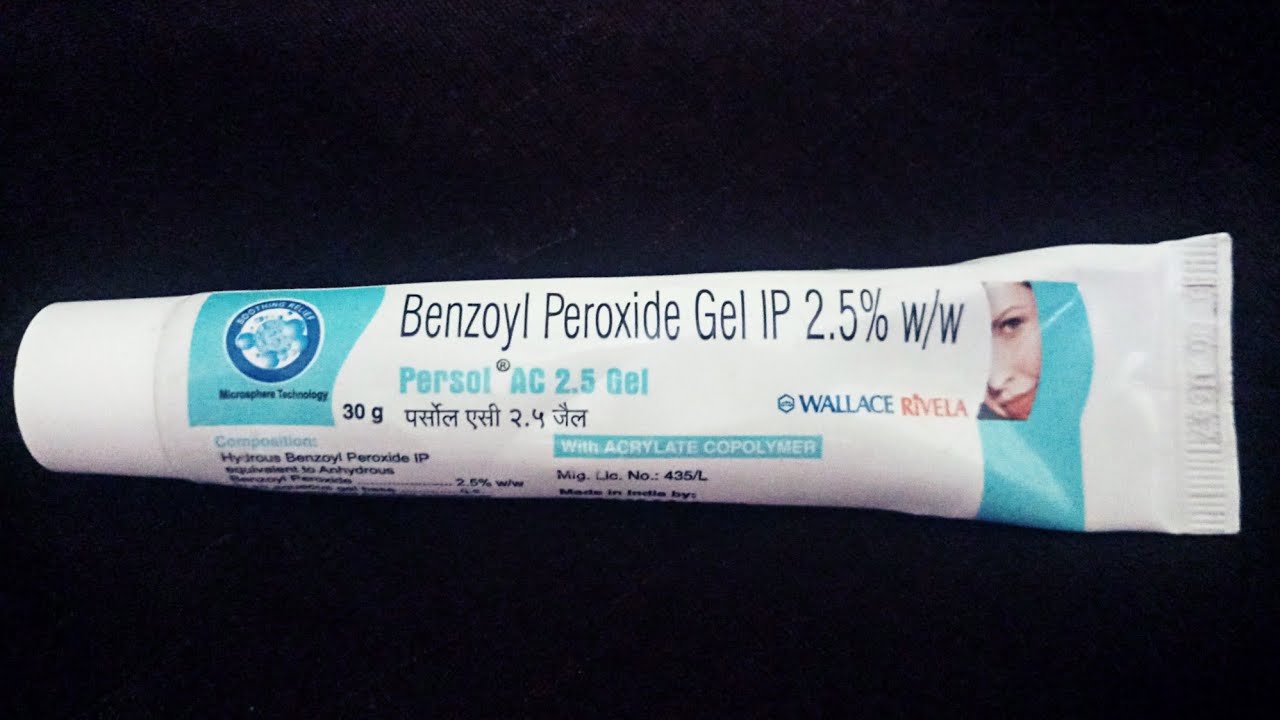 Benzoyl Peroxide Gel IP 2.5% w/w
SOOTHING RELIEF
Microsphere Technology
Persol® AC 2.5 Gel
30 g
पर्सोल एसी २.५ जैल
WALLACE RIVELA
With ACRYLATE COPOLYMER
Composition:
Hydrous Benzoyl Peroxide IP
equivalent to Anhydrous
Benzoyl Peroxide ........................ 2.5% w/w
Mfg. Lic. No.: 435/L
Made in India by: